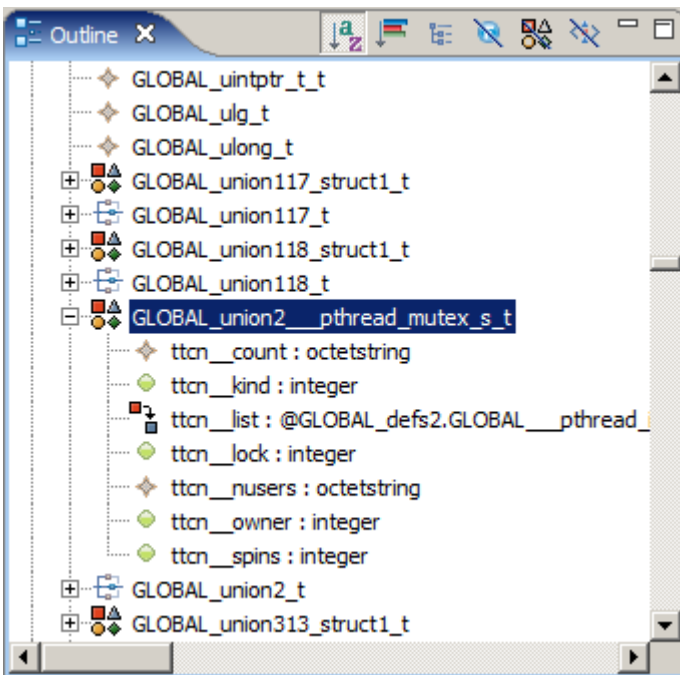 Outline
GLOBAL_uintptr_t_t
GLOBAL_ulg_t
GLOBAL_ulong_t
GLOBAL_union117_struct1_t
GLOBAL_union117_t
GLOBAL_union118_struct1_t
GLOBAL_union118_t
GLOBAL_union2___pthread_mutex_s_t
ttcn__count : octetstring
ttcn__kind : integer
ttcn__list : @GLOBAL_defs2.GLOBAL___pthread_i
ttcn__lock : integer
ttcn__nusers : octetstring
ttcn__owner : integer
ttcn__spins : integer
GLOBAL_union2_t
GLOBAL_union313_struct1_t